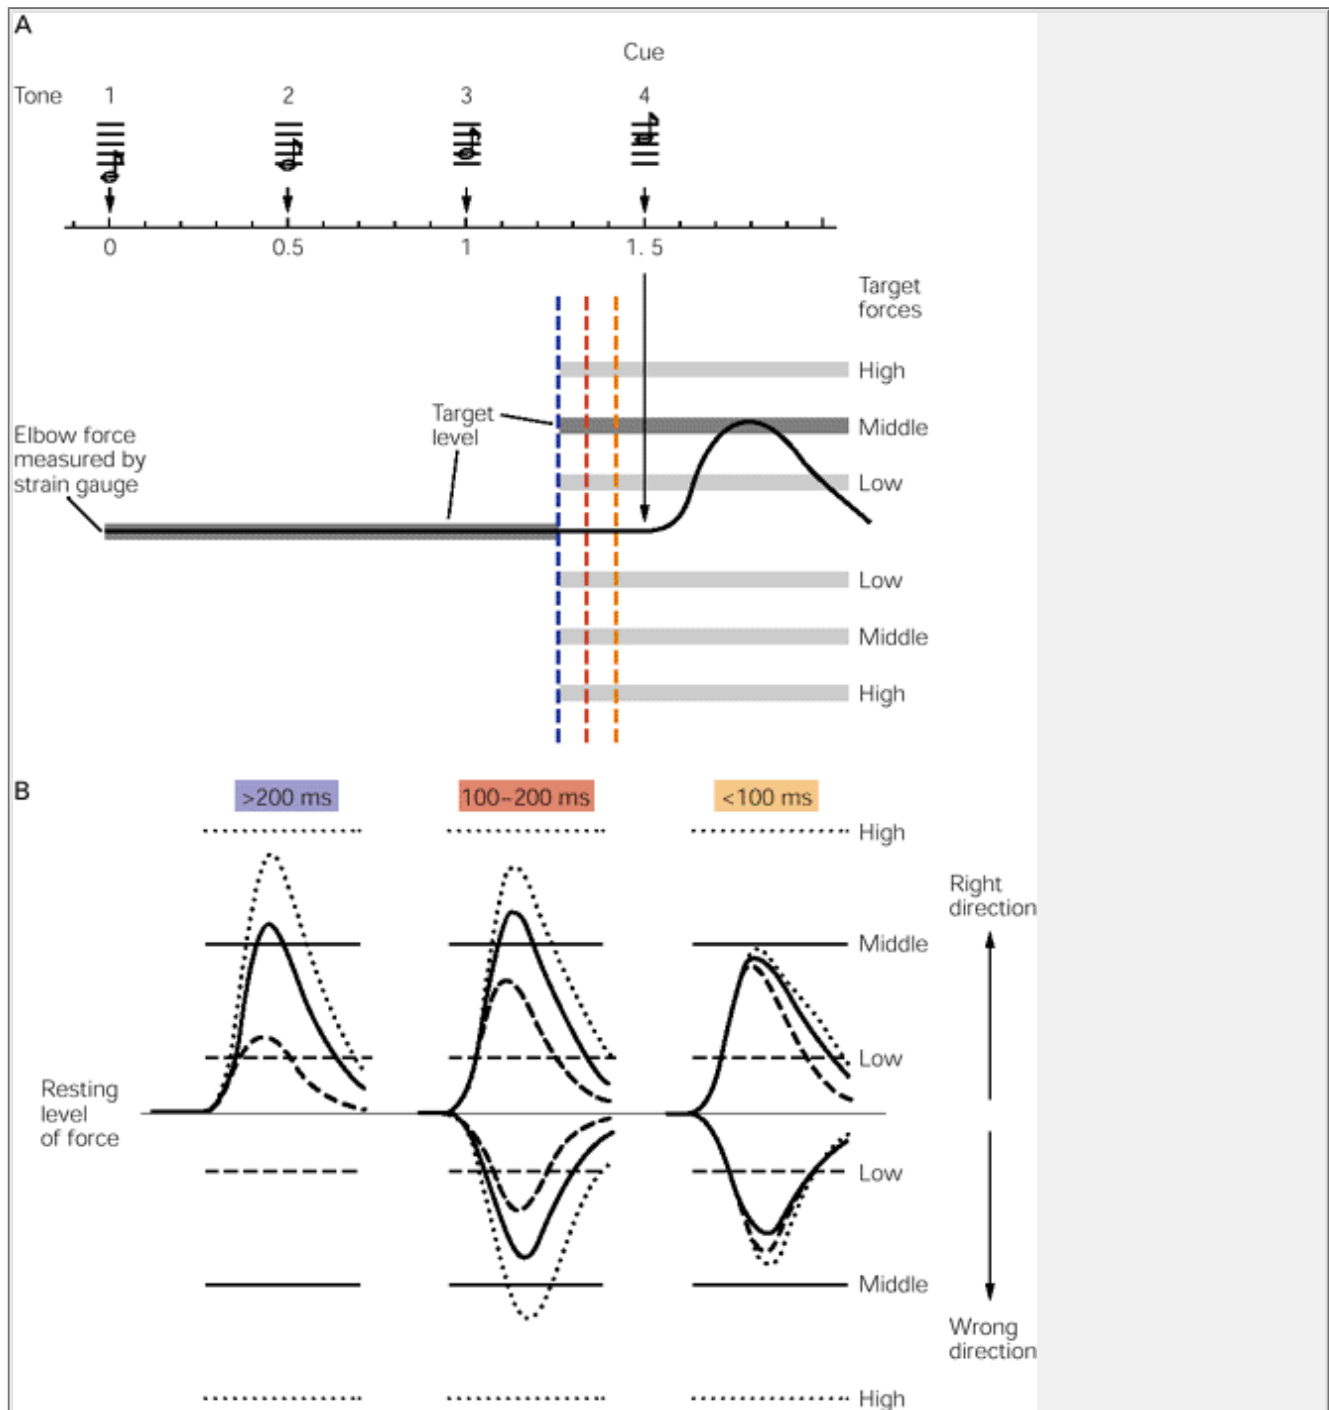 A
Cue
Tone 1 2 3 4
0 0.5 1 1. 5
Target
forces
High
Target
level
Middle
Elbow force
measured by
strain gauge
Low
Low
Middle
High
B
>200 ms 100–200 ms <100 ms
High
Right
direction
Middle
Low
Resting
level
of force
Low
Middle
Wrong
direction
High